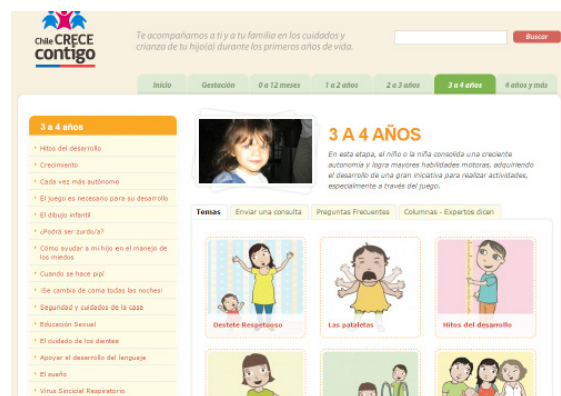 Chile CRECE
contigo
Te acompañamos a ti y a tu familia en los cuidados y
crianza de tu hijo(a) durante los primeros años de vida.
Buscar
Inicio
Gestación
0 a 12 meses
1 a 2 años
2 a 3 años
3 a 4 años
4 años y más
3 a 4 años
Hitos del desarrollo
Crecimiento
Cada vez más autónomo
El juego es necesario para su desarrollo
El dibujo infantil
¿Podrá ser zurdo/a?
Cómo ayudar a mi hijo en el manejo de
los miedos
Cuando se hace pipí
¡Se cambia de cama todas las noches!
Seguridad y cuidados de la casa
Educación Sexual
El cuidado de los dientes
Apoyar el desarrollo del lenguaje
El sueño
Virus Sincicial Respiratorio
3 A 4 AÑOS
En esta etapa, el niño o la niña consolida una creciente
autonomía y logra mayores habilidades motoras, adquiriendo
el desarrollo de una gran iniciativa para realizar actividades,
especialmente a través del juego.
Temas
Enviar una consulta
Preguntas Frecuentes
Columnas - Expertos dicen
Destete Respetuoso
Las pataletas
Hitos del desarrollo